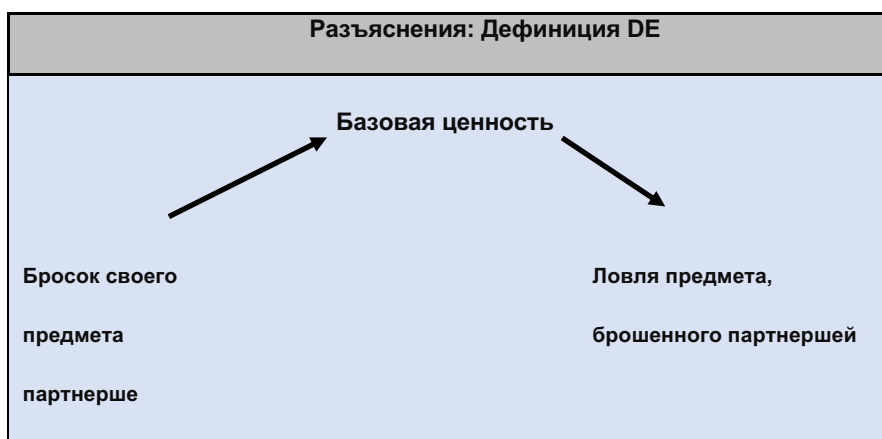 Разъяснения: Дефиниция DE
Базовая ценность
Бросок своего
предмета
партнерше
Ловля предмета,
брошенного партнершей